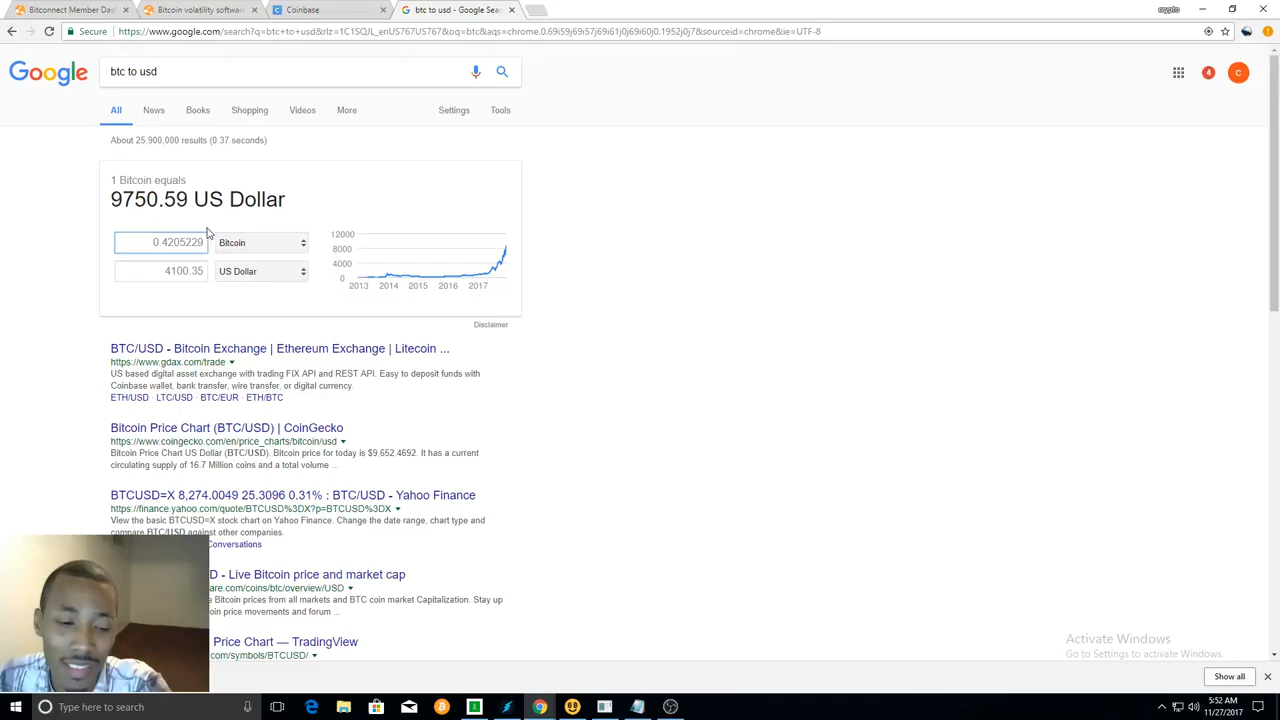 Bitconnect Member Das
Bitcoin volatility software
Coinbase
btc to usd - Google Sear
crypto
Secure
https://www.google.com/search?q=btc+to+usd&rlz=1C1SQJL_enUS767US767&oq=btc&aqs=chrome.0.69i59j69i57j69i61j0j69i60j0.1952j0j7&sourceid=chrome&ie=UTF-8
Google
btc to usd
4
C
All
News
Books
Shopping
Videos
More
Settings
Tools
About 25,900,000 results (0.37 seconds)
1 Bitcoin equals
9750.59 US Dollar
0.4205229
Bitcoin
4100.35
US Dollar
12000
8000
4000
0
2013
2014
2015
2016
2017
Disclaimer
BTC/USD - Bitcoin Exchange | Ethereum Exchange | Litecoin ...
https://www.gdax.com/trade
US based digital asset exchange with trading FIX API and REST API. Easy to deposit funds with
Coinbase wallet, bank transfer, wire transfer, or digital currency.
ETH/USD · LTC/USD · BTC/EUR · ETH/BTC
Bitcoin Price Chart (BTC/USD) | CoinGecko
https://www.coingecko.com/en/price_charts/bitcoin/usd
Bitcoin Price Chart US Dollar (BTC/USD). Bitcoin price for today is $9,652.4692. It has a current
circulating supply of 16.7 Million coins and a total volume ...
BTCUSD=X 8,274.0049 25.3096 0.31% : BTC/USD - Yahoo Finance
https://finance.yahoo.com/quote/BTCUSD%3DX?p=BTCUSD%3DX
View the basic BTCUSD=X stock chart on Yahoo Finance. Change the date range, chart type and
compare BTC/USD against other companies.
Conversations
D - Live Bitcoin price and market cap
are.com/coins/btc/overview/USD
e Bitcoin prices from all markets and BTC coin market Capitalization. Stay up
oin price movements and forum ...
Price Chart — TradingView
com/symbols/BTCUSD/
Activate Windows
Go to Settings to activate Windows.
Show all
Type here to search
5:52 AM
11/27/2017